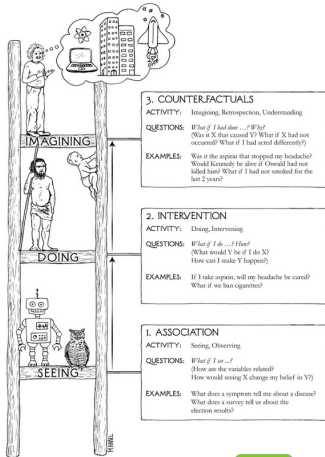 3. COUNTERFACTUALS
ACTIVITY: Imagining, Retrospection, Understanding
QUESTIONS: What if I had done …? Why?
(Was it X that caused Y? What if X had not
occurred? What if I had acted differently?)
EXAMPLES: Was it the aspirin that stopped my headache?
Would Kennedy be alive if Oswald had not
killed him? What if I had not smoked for the
last 2 years?
IMAGINING
2. INTERVENTION
ACTIVITY: Doing, Intervening
QUESTIONS: What if I do …? How?
(What would Y be if I do X?
How can I make Y happen?)
EXAMPLES: If I take aspirin, will my headache be cured?
What if we ban cigarettes?
DOING
1. ASSOCIATION
ACTIVITY: Seeing, Observing
QUESTIONS: What if I see ...?
(How are the variables related?
How would seeing X change my belief in Y?)
EXAMPLES: What does a symptom tell me about a disease?
What does a survey tell us about the
election results?
SEEING